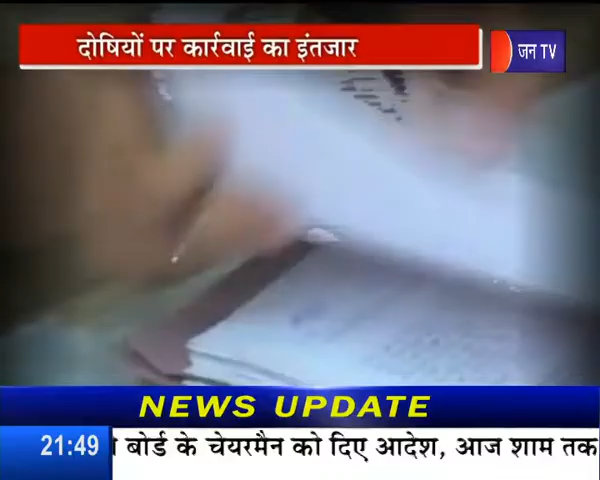 दोषियों पर कार्रवाई का इंतजार
जन TV
NEWS UPDATE
21:49
बोर्ड के चेयरमैन को दिए आदेश, आज शाम तक